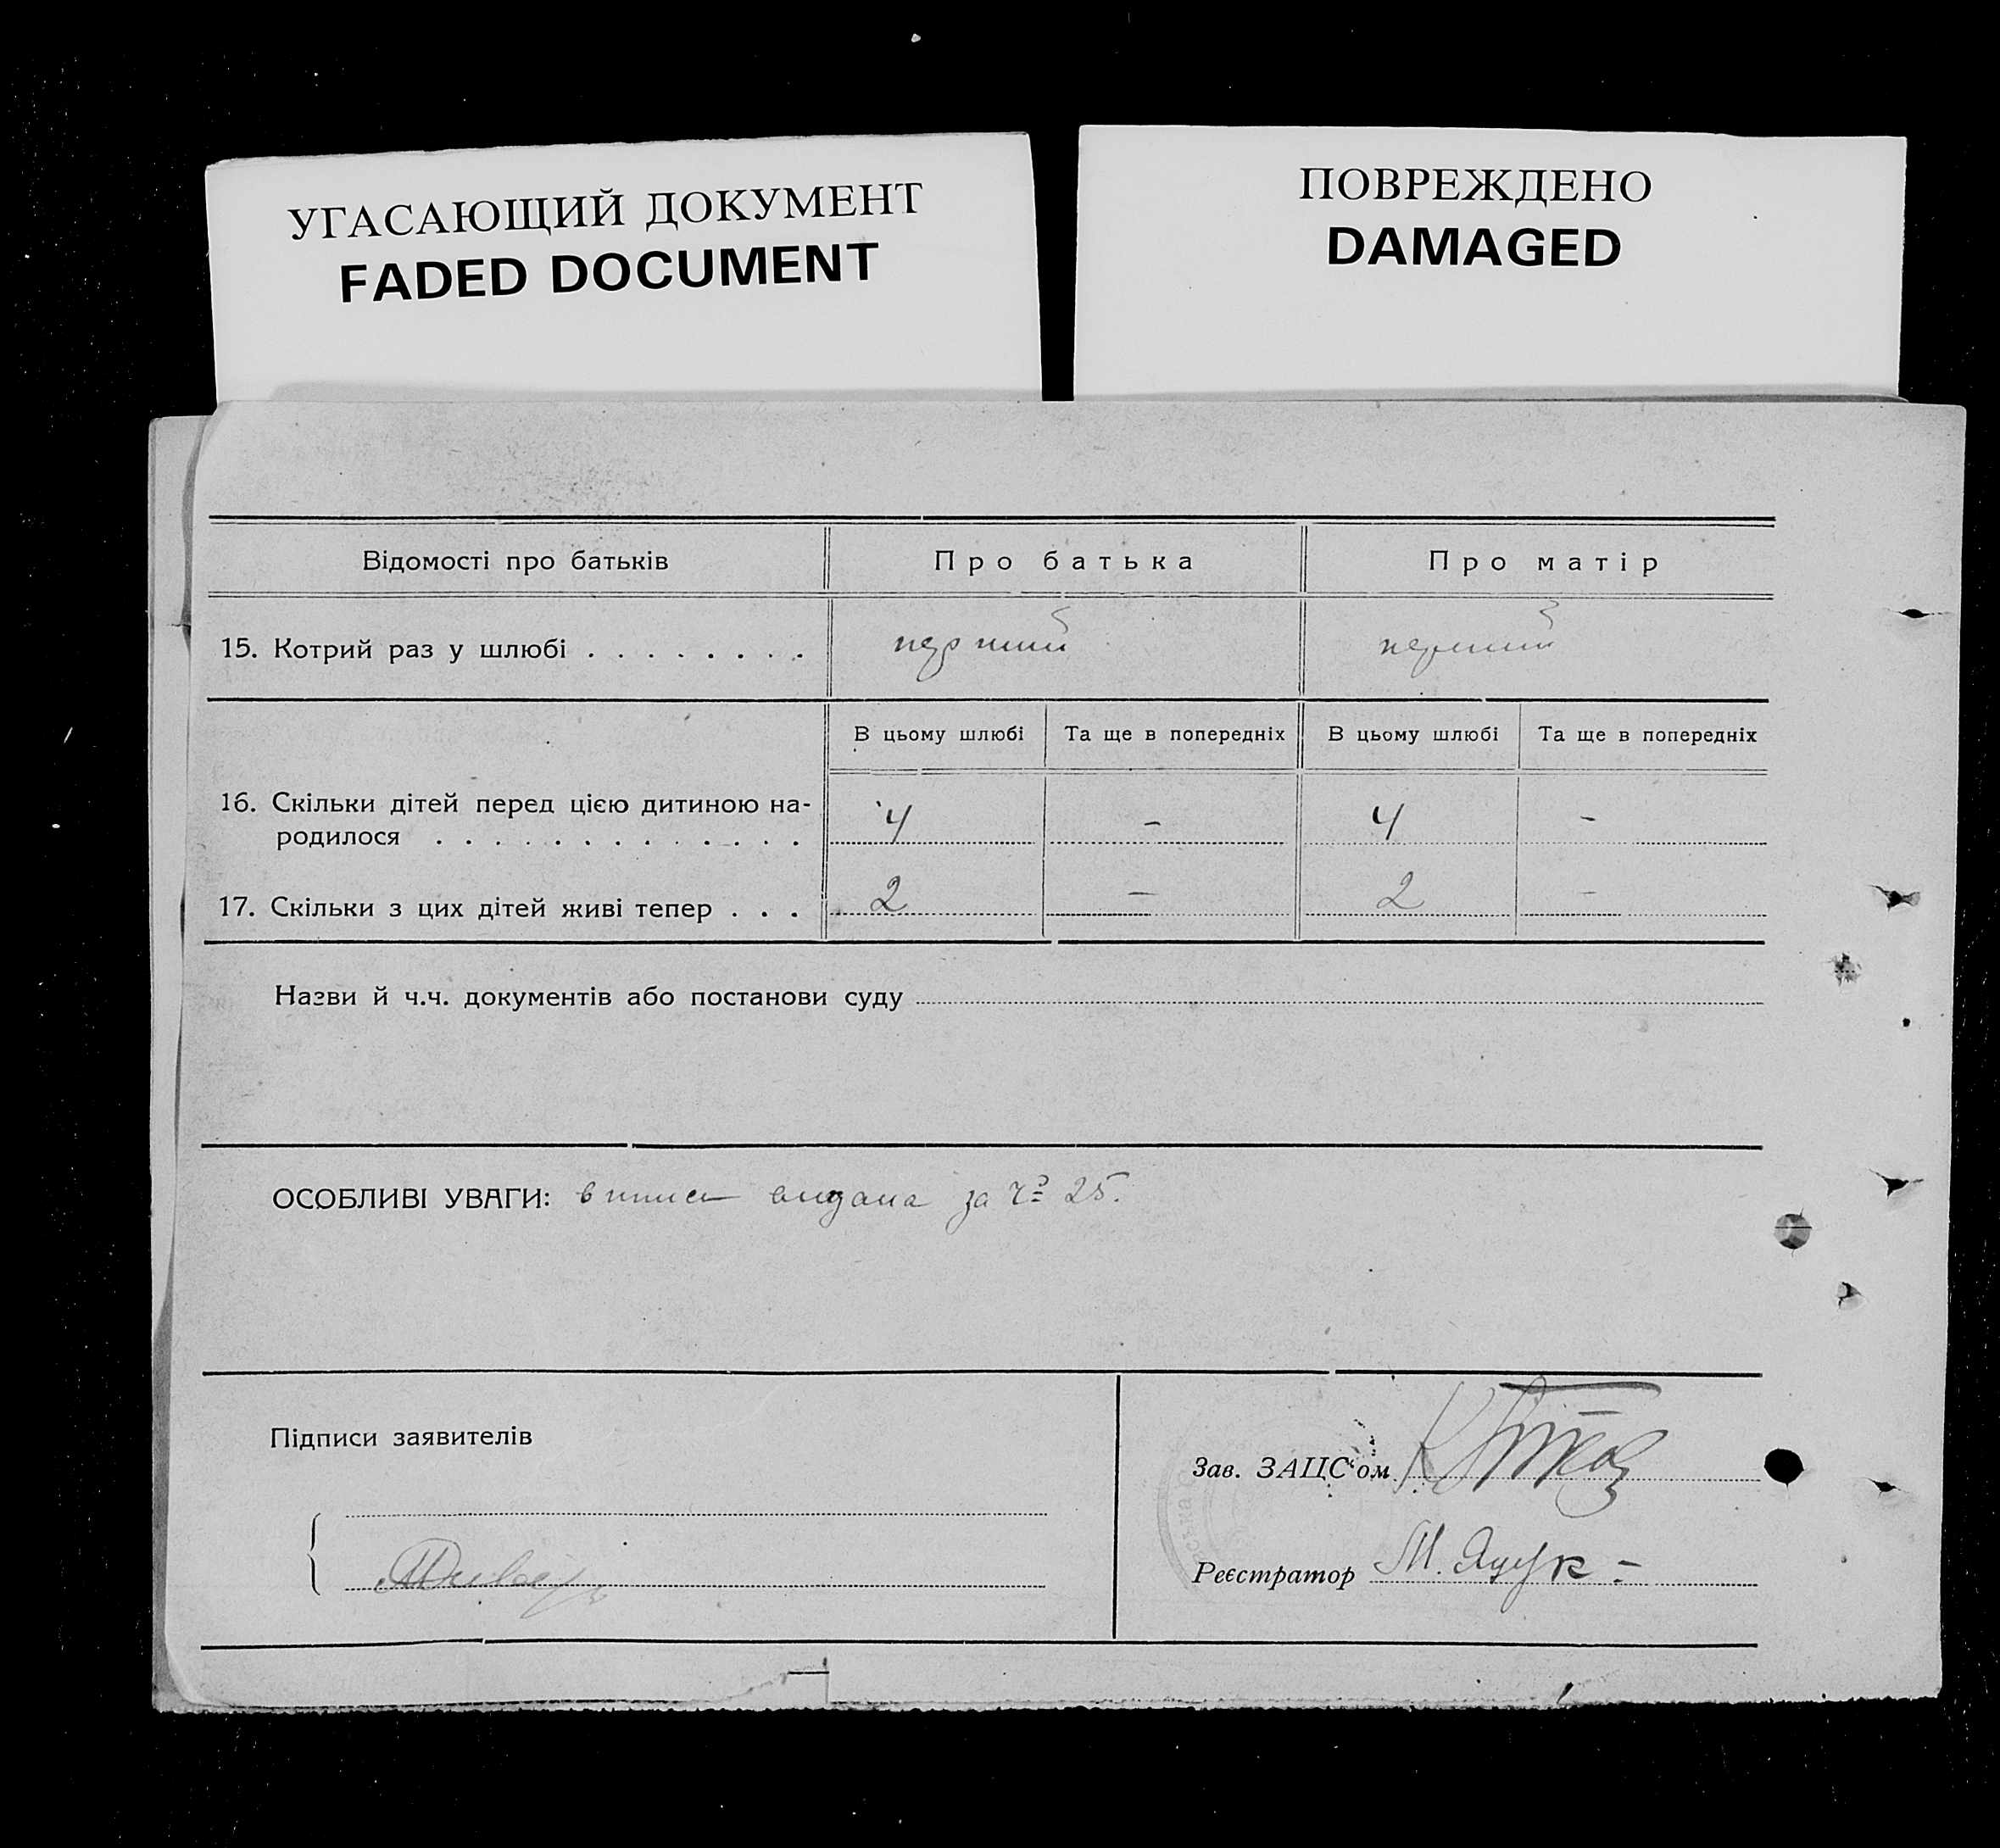 УГАСАЮЩИЙ ДОКУМЕНТ
FADED DOCUMENT
ПОВРЕЖДЕНО
DAMAGED
Відомості про батьків
Про батька
Про матір
15. Котрий раз у шлюбі . . . . . . . .
перший
перший
В цьому шлюбі
Та ще в попередніх
В цьому шлюбі
Та ще в попередніх
16. Скільки дітей перед цією дитиною на-
родилося . . . . . . . . . . . .
4
-
4
-
17. Скільки з цих дітей живі тепер . . .
2
-
2
-
Назви й ч.ч. документів або постанови суду
ОСОБЛИВІ УВАГИ: видана за 25.
Підписи заявителів
Зав. ЗАЦС'ом
Реєстратор М.